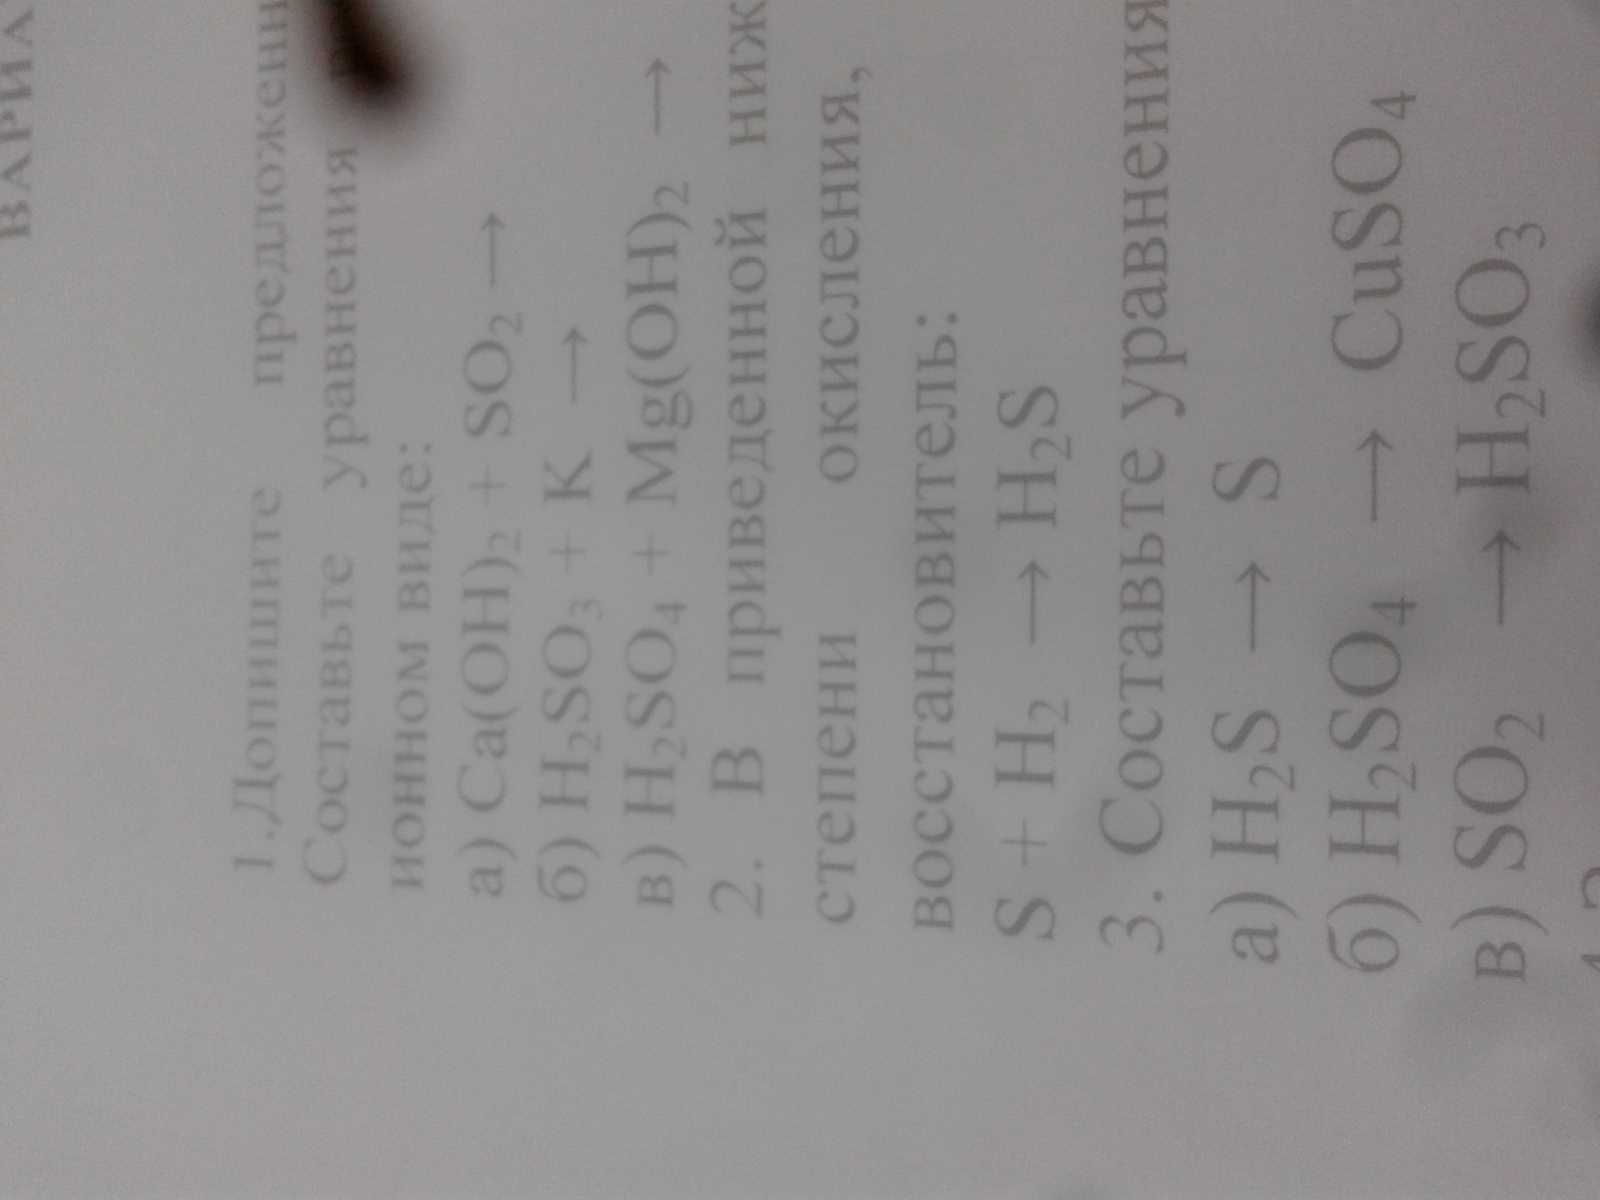 ВАРИА
1.Допишите предложенн
Составьте уравнения
ионном виде:
а) Ca(OH)₂ + SO₂ →
б) H₂SO₃ + K →
в) H₂SO₄ + Mg(OH)₂ →
2. В приведенной ниж
степени окисления,
восстановитель:
S + H₂ → H₂S
3. Составьте уравнения
а) H₂S → S
б) H₂SO₄ → CuSO₄
в) SO₂ → H₂SO₃